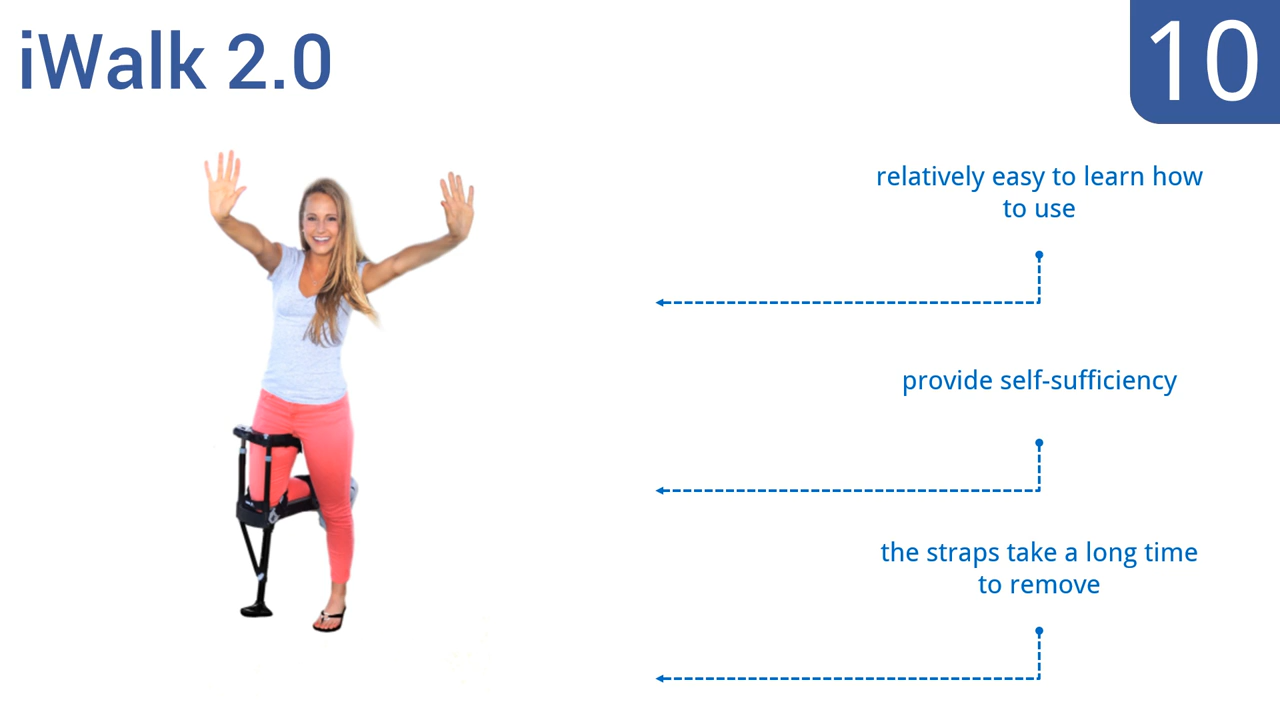 iWalk 2.0
10
relatively easy to learn how
to use
provide self-sufficiency
the straps take a long time
to remove